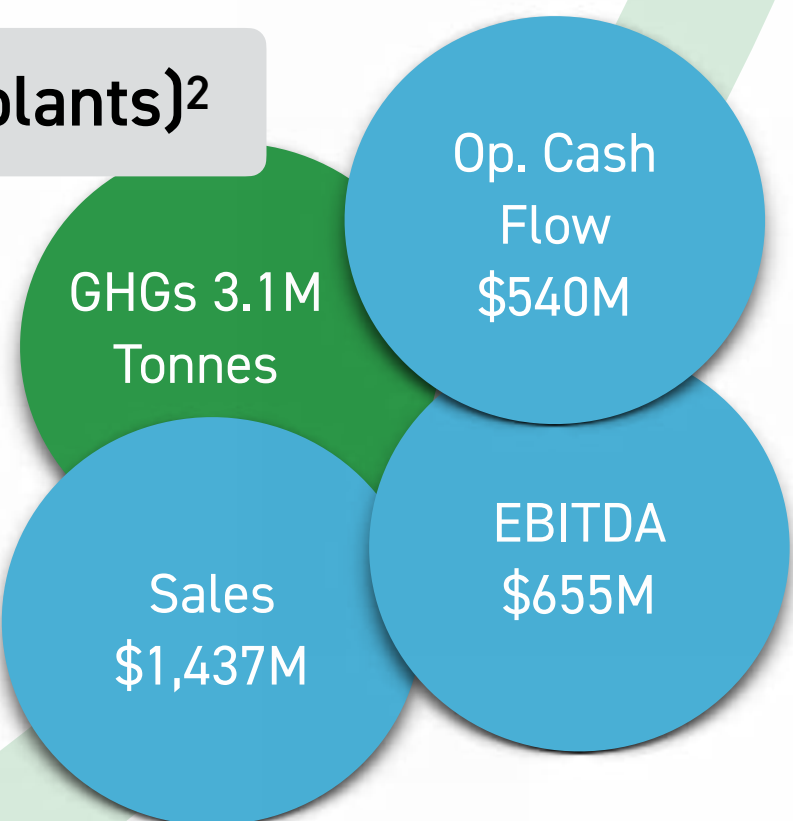 plants)²
Op. Cash
Flow
$540M
GHGs 3.1M
Tonnes
EBITDA
$655M
Sales
$1,437M